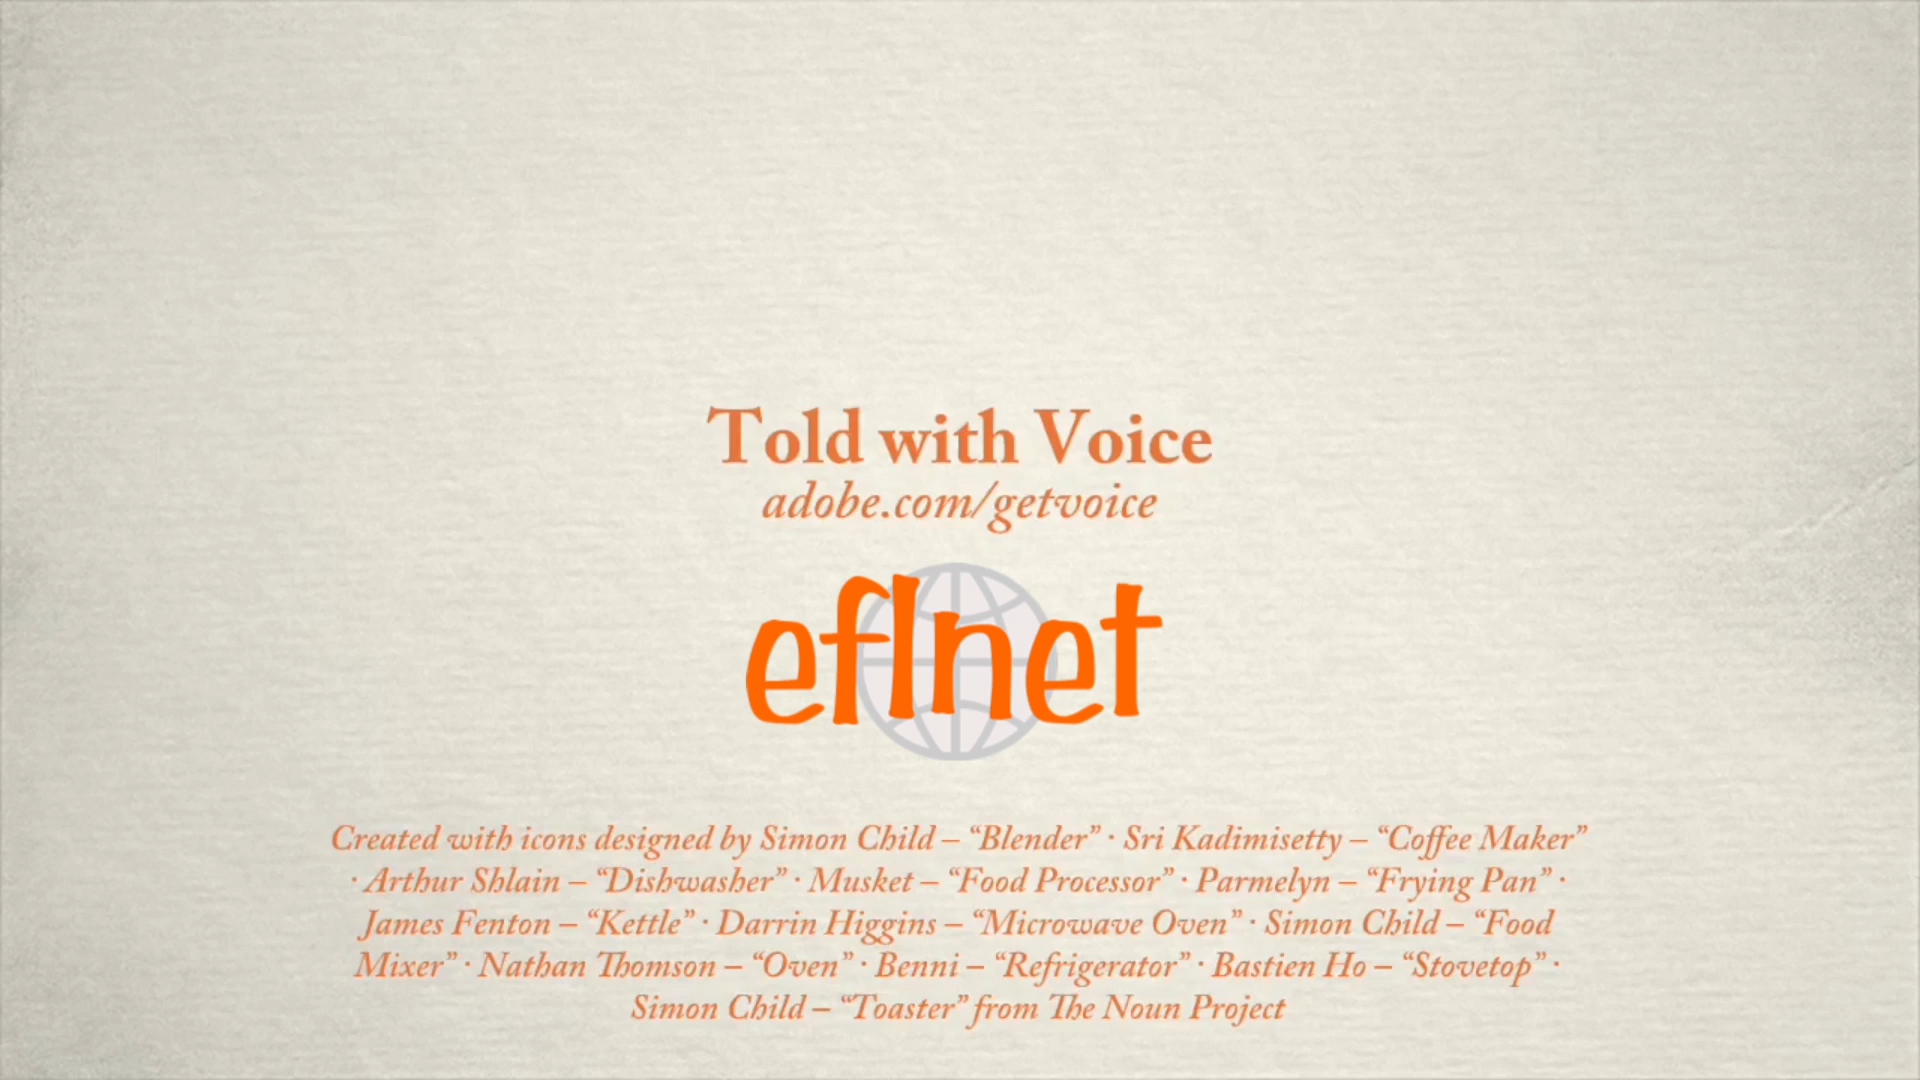 Told with Voice
adobe.com/getvoice
eflnet
Created with icons designed by Simon Child – “Blender” · Sri Kadimisetty – “Coffee Maker”
· Arthur Shlain – “Dishwasher” · Musket – “Food Processor” · Parmelyn – “Frying Pan” ·
James Fenton – “Kettle” · Darrin Higgins – “Microwave Oven” · Simon Child – “Food
Mixer” · Nathan Thomson – “Oven” · Benni – “Refrigerator” · Bastien Ho – “Stovetop” ·
Simon Child – “Toaster” from The Noun Project